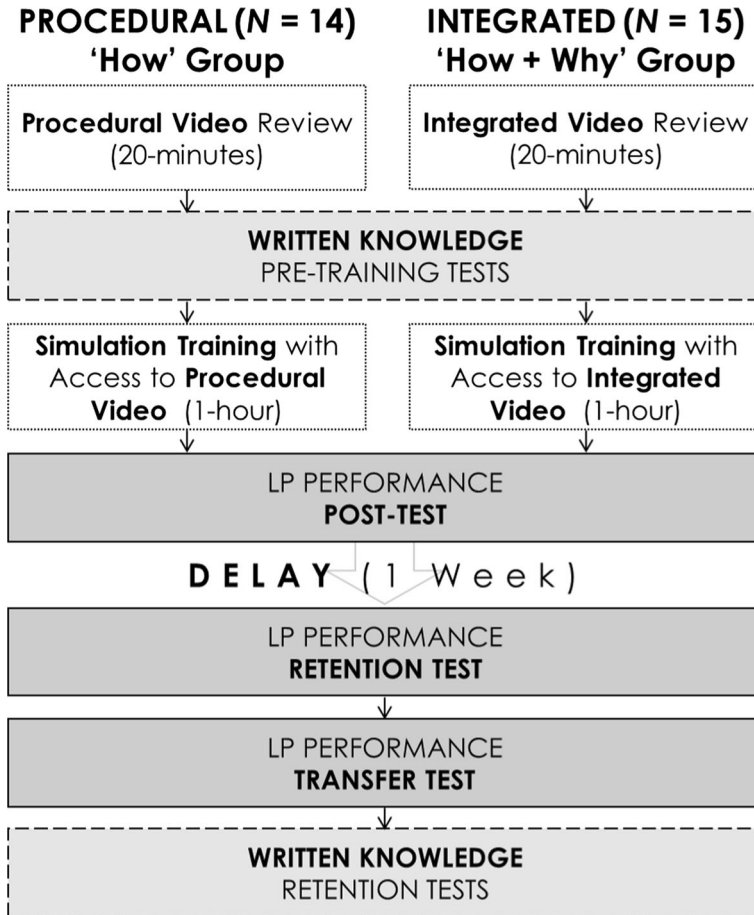 PROCEDURAL (N = 14)
'How' Group
INTEGRATED (N = 15)
'How + Why' Group
Procedural Video Review
(20-minutes)
Integrated Video Review
(20-minutes)
WRITTEN KNOWLEDGE
PRE-TRAINING TESTS
Simulation Training with
Access to Procedural
Video (1-hour)
Simulation Training with
Access to Integrated
Video (1-hour)
LP PERFORMANCE
POST-TEST
DELAY (1 Week)
LP PERFORMANCE
RETENTION TEST
LP PERFORMANCE
TRANSFER TEST
WRITTEN KNOWLEDGE
RETENTION TESTS